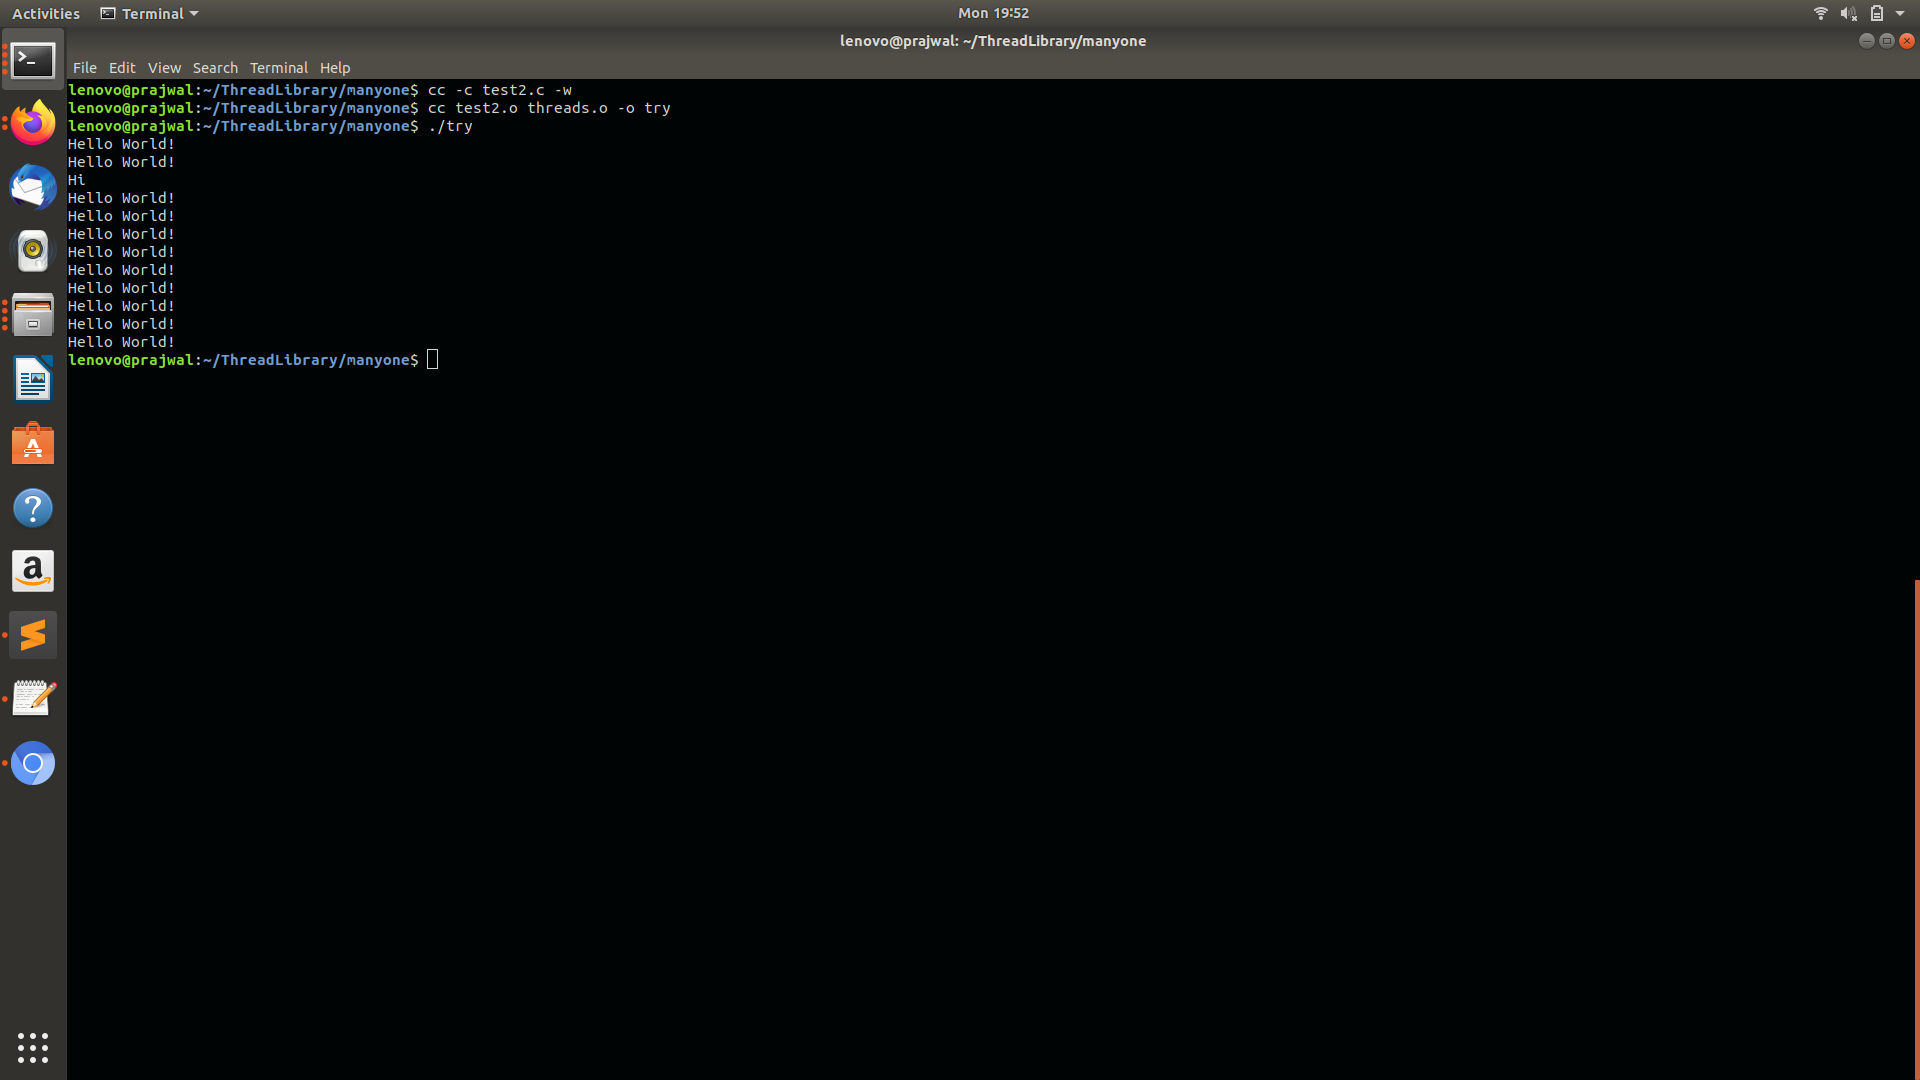 Activities Terminal Mon 19:52
lenovo@prajwal: ~/ThreadLibrary/manyone
File Edit View Search Terminal Help
lenovo@prajwal:~/ThreadLibrary/manyone$ cc -c test2.c -w
lenovo@prajwal:~/ThreadLibrary/manyone$ cc test2.o threads.o -o try
lenovo@prajwal:~/ThreadLibrary/manyone$ ./try
Hello World!
Hello World!
Hi
Hello World!
Hello World!
Hello World!
Hello World!
Hello World!
Hello World!
Hello World!
Hello World!
Hello World!
lenovo@prajwal:~/ThreadLibrary/manyone$